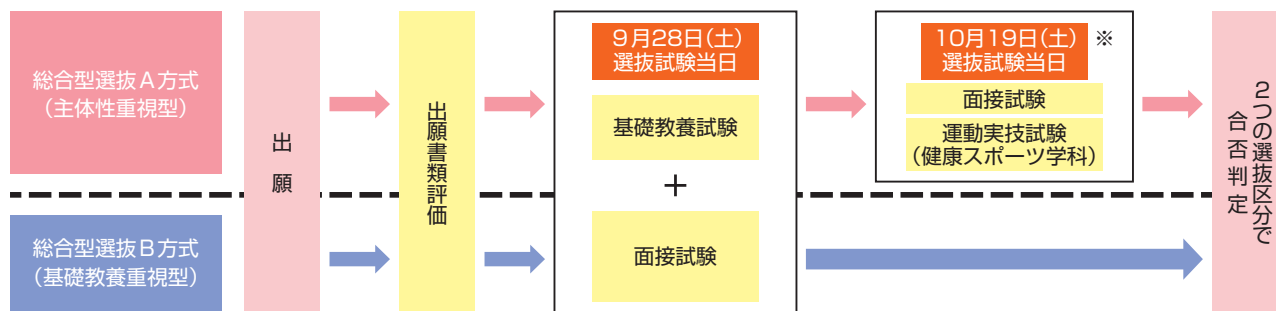 総合型選抜A方式
（主体性重視型）
総合型選抜B方式
（基礎教養重視型）
出願
出願書類評価
9月28日(土)
選抜試験当日
基礎教養試験
＋
面接試験
10月19日(土)
選抜試験当日
※
面接試験
運動実技試験
(健康スポーツ学科)
2つの選抜区分で
合否判定